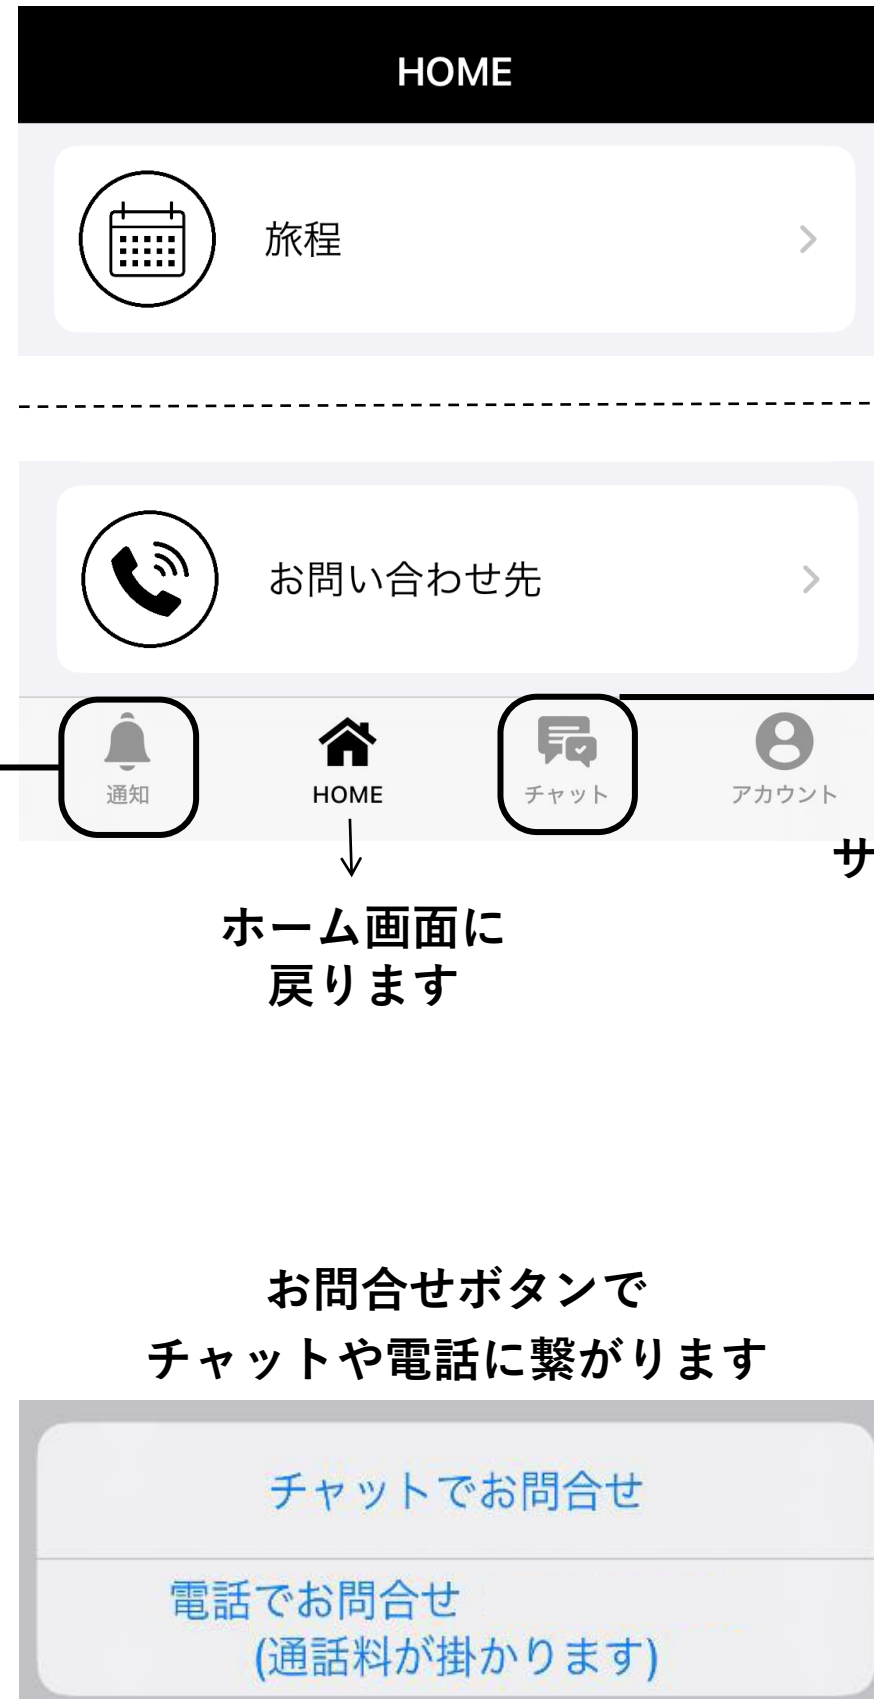 HOME
旅程
お問い合わせ先
通知
HOME
チャット
アカウント
サ
ホーム画面に
戻ります
お問合せボタンで
チャットや電話に繋がります
チャットでお問合せ
電話でお問合せ
(通話料が掛かります)